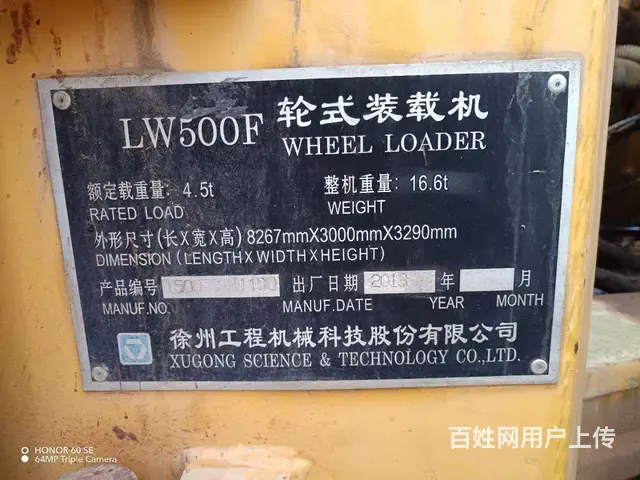 LW500F 轮式装载机
WHEEL LOADER
额定载重量: 4.5t 整机重量: 16.6t
RATED LOAD WEIGHT
外形尺寸(长X宽X高) 8267mmX3000mmX3290mm
DIMENSION (LENGTHXWIDTHXHEIGHT)
产品编号 出厂日期 2013 年 月
MANUF.NO. MANUF.DATE YEAR MONTH
徐州工程机械科技股份有限公司
XUGONG SCIENCE & TECHNOLOGY CO.,LTD.
HONOR 60 SE
64MP Triple Camera
百姓网用户上传